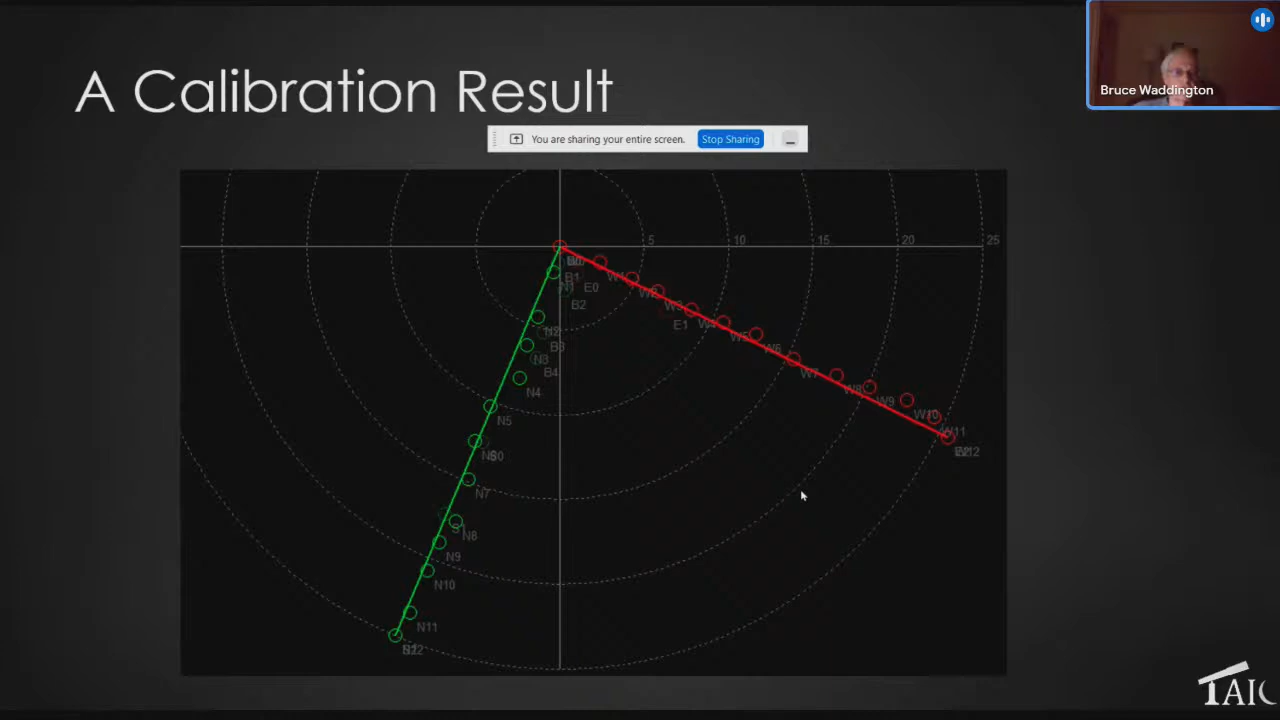 Bruce Waddington
A Calibration Result
You are sharing your entire screen. Stop Sharing
5 10 15 20 25
B1
N1
E0
B2
W1
W2
W3
E1
W4
W5
W6
W7
W8
W9
W10
W11
N2
B3
N3
B4
N4
N5
N7
N8
N9
N10
N11
TAIC